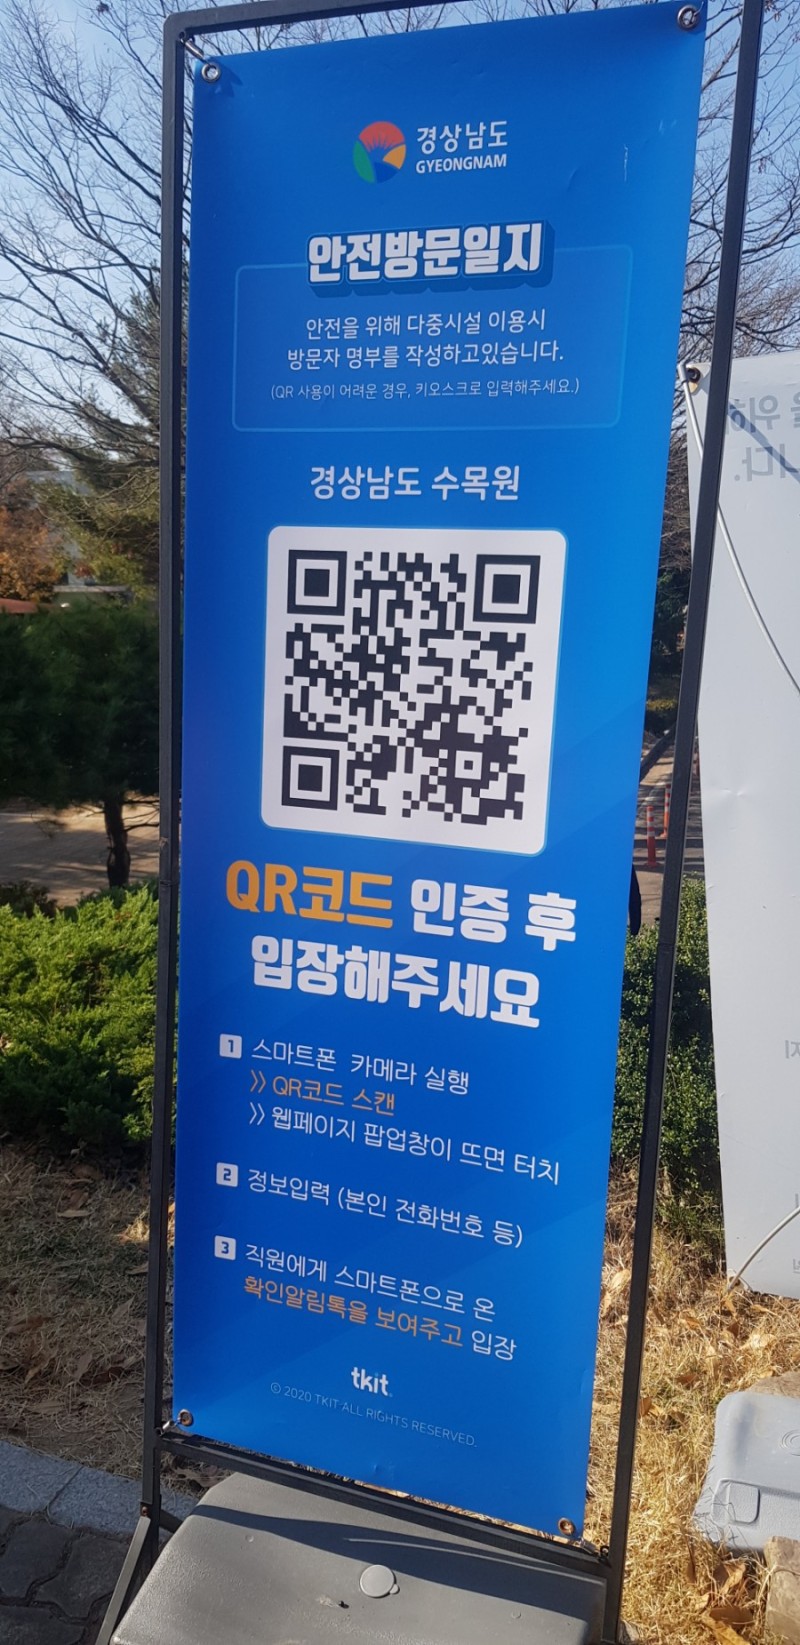 경상남도
GYEONGNAM
안전방문일지
안전을 위해 다중시설 이용시
방문자 명부를 작성하고있습니다.
(QR 사용이 어려운 경우, 키오스크로 입력해주세요.)
경상남도 수목원
QR코드 인증 후
입장해주세요
1 스마트폰 카메라 실행
>> QR코드 스캔
>> 웹페이지 팝업창이 뜨면 터치
2 정보입력 (본인 전화번호 등)
3 직원에게 스마트폰으로 온
확인알림톡을 보여주고 입장
tkit
© 2020 TKIT ALL RIGHTS RESERVED.